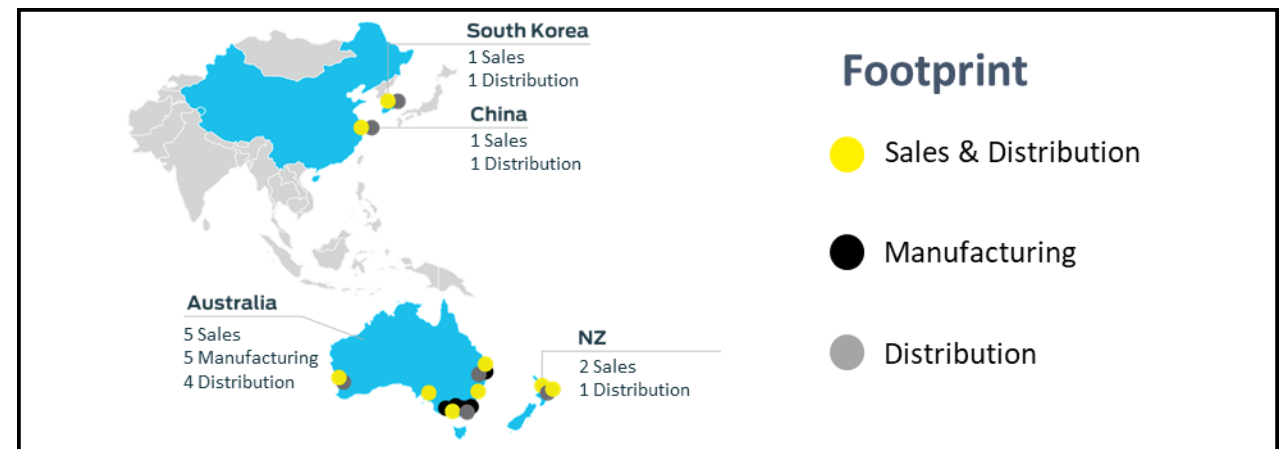 South Korea
1 Sales
1 Distribution
China
1 Sales
1 Distribution
Australia
5 Sales
5 Manufacturing
4 Distribution
NZ
2 Sales
1 Distribution
Footprint
Sales & Distribution
Manufacturing
Distribution